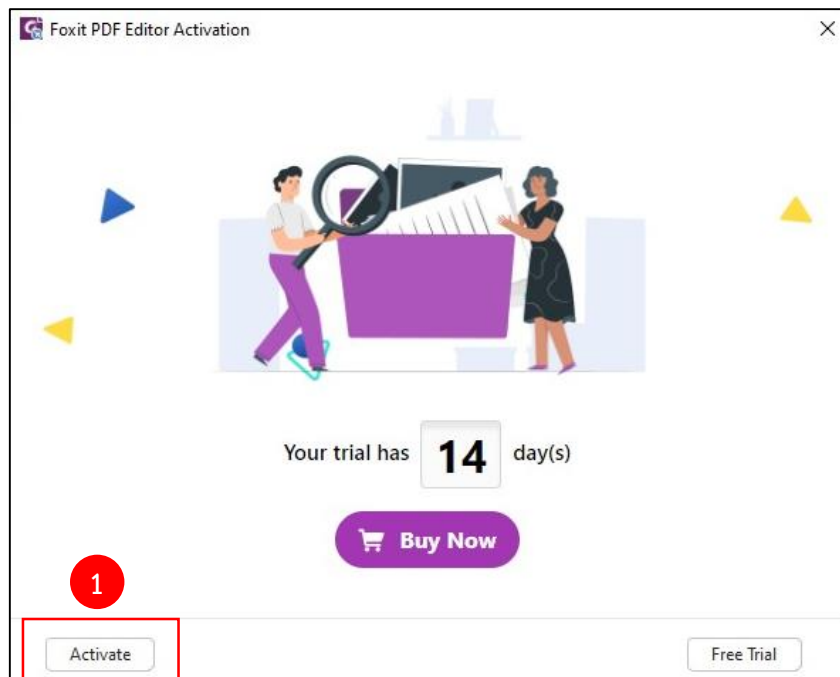 Foxit PDF Editor Activation
Your trial has 14 day(s)
Buy Now
1
Activate
Free Trial